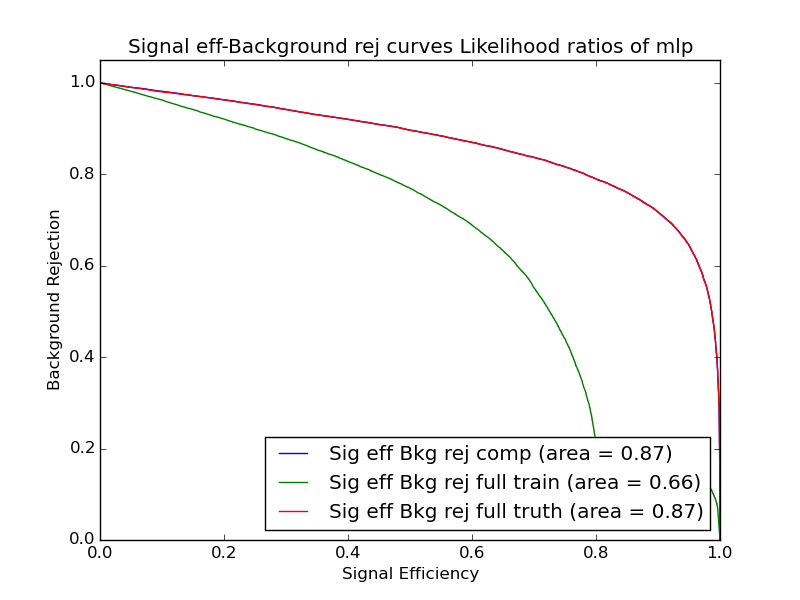 Signal eff-Background rej curves Likelihood ratios of mlp
1.0
0.8
0.6
0.4
0.2
0.0
Background Rejection
Sig eff Bkg rej comp (area = 0.87)
Sig eff Bkg rej full train (area = 0.66)
Sig eff Bkg rej full truth (area = 0.87)
0.0 0.2 0.4 0.6 0.8 1.0
Signal Efficiency